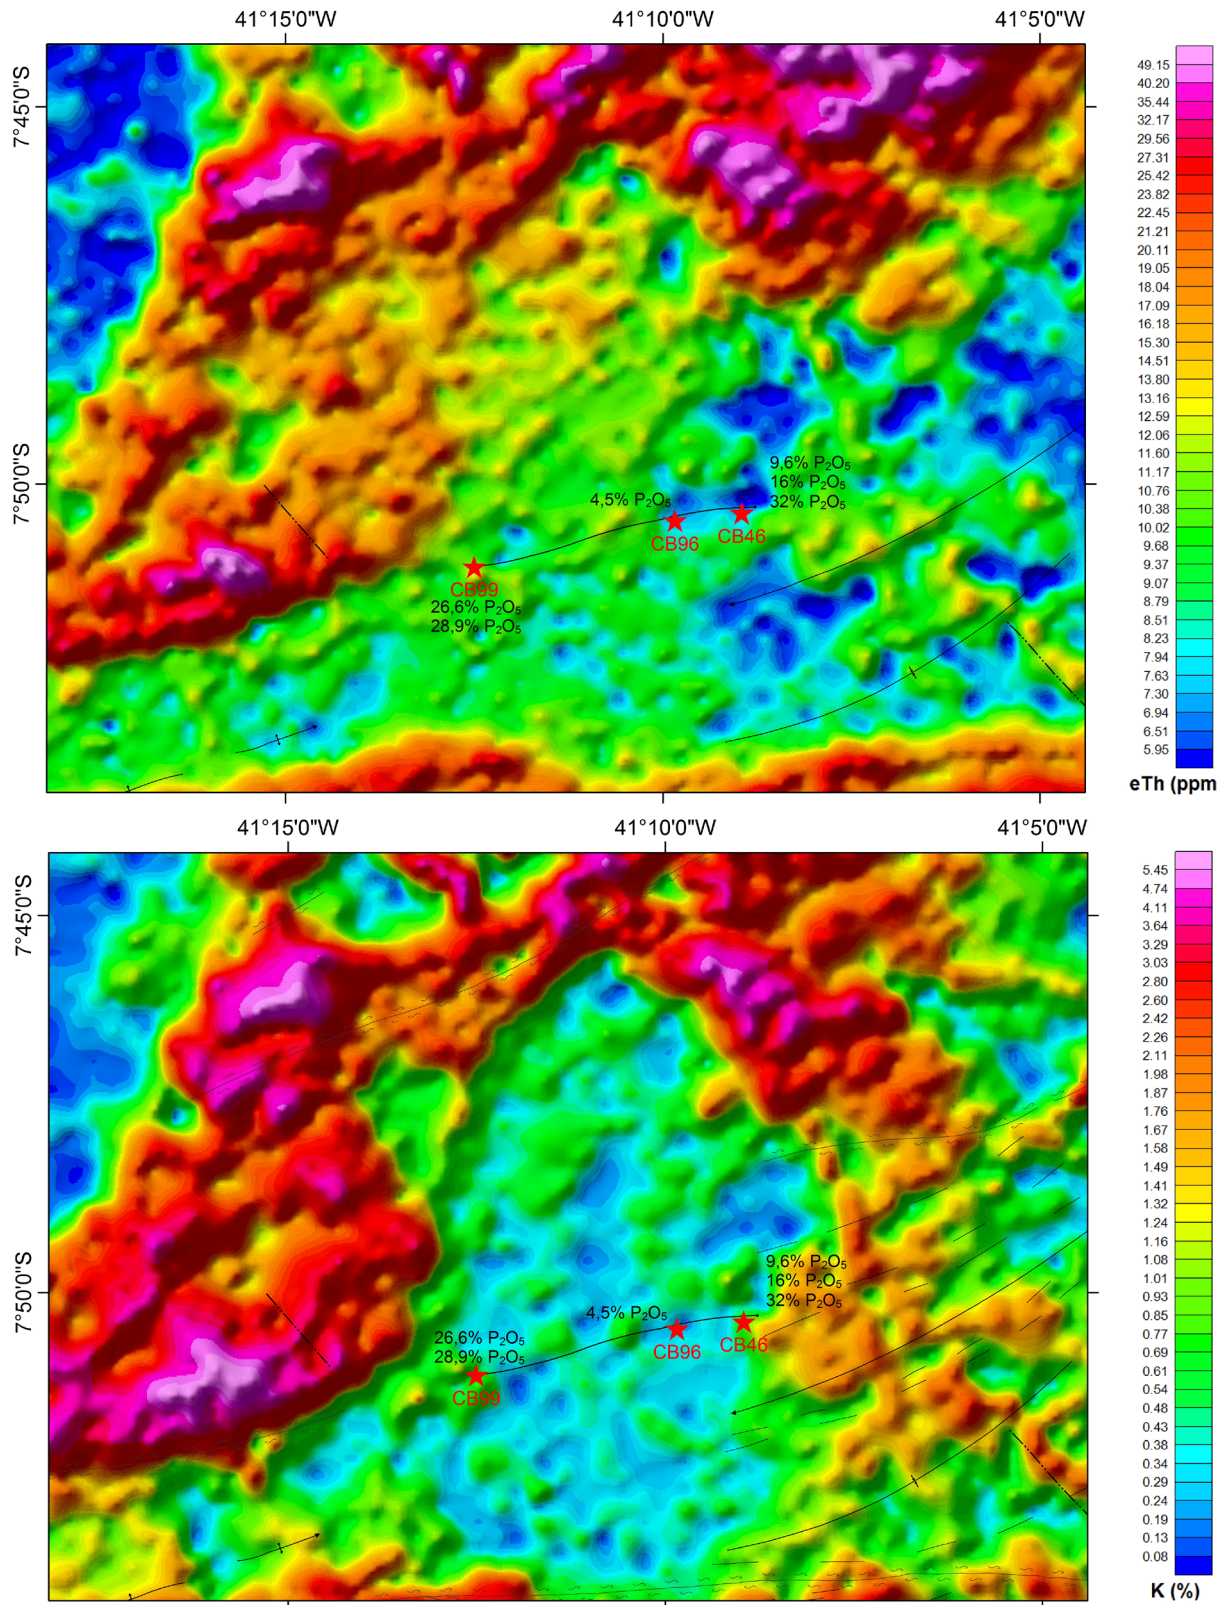 41°15'0"W 41°10'0"W 41°5'0"W
7°45'0"S
7°50'0"S
9,6% P₂O₅
16% P₂O₅
32% P₂O₅
4,5% P₂O₅
CB96
CB46
CB99
26,6% P₂O₅
28,9% P₂O₅
49.15
40.20
35.44
32.17
29.56
27.31
25.42
23.82
22.45
21.21
20.11
19.05
18.04
17.09
16.18
15.30
14.51
13.80
13.16
12.59
12.06
11.60
11.17
10.76
10.38
10.02
9.68
9.37
9.07
8.79
8.51
8.23
7.94
7.63
7.30
6.94
6.51
5.95
eTh (ppm
41°15'0"W 41°10'0"W 41°5'0"W
7°45'0"S
7°50'0"S
9,6% P₂O₅
16% P₂O₅
32% P₂O₅
4,5% P₂O₅
26,6% P₂O₅
28,9% P₂O₅
CB96
CB46
CB99
5.45
4.74
4.11
3.64
3.29
3.03
2.80
2.60
2.42
2.26
2.11
1.98
1.87
1.76
1.67
1.58
1.49
1.41
1.32
1.24
1.16
1.08
1.01
0.93
0.85
0.77
0.69
0.61
0.54
0.48
0.43
0.38
0.34
0.29
0.24
0.19
0.13
0.08
K (%)